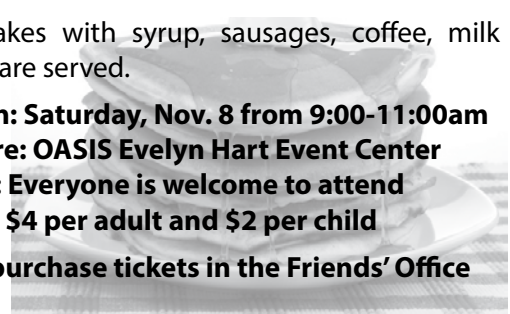 akes with syrup, sausages, coffee, milk
are served.
n: Saturday, Nov. 8 from 9:00-11:00am
re: OASIS Evelyn Hart Event Center
: Everyone is welcome to attend
$4 per adult and $2 per child
purchase tickets in the Friends’ Office